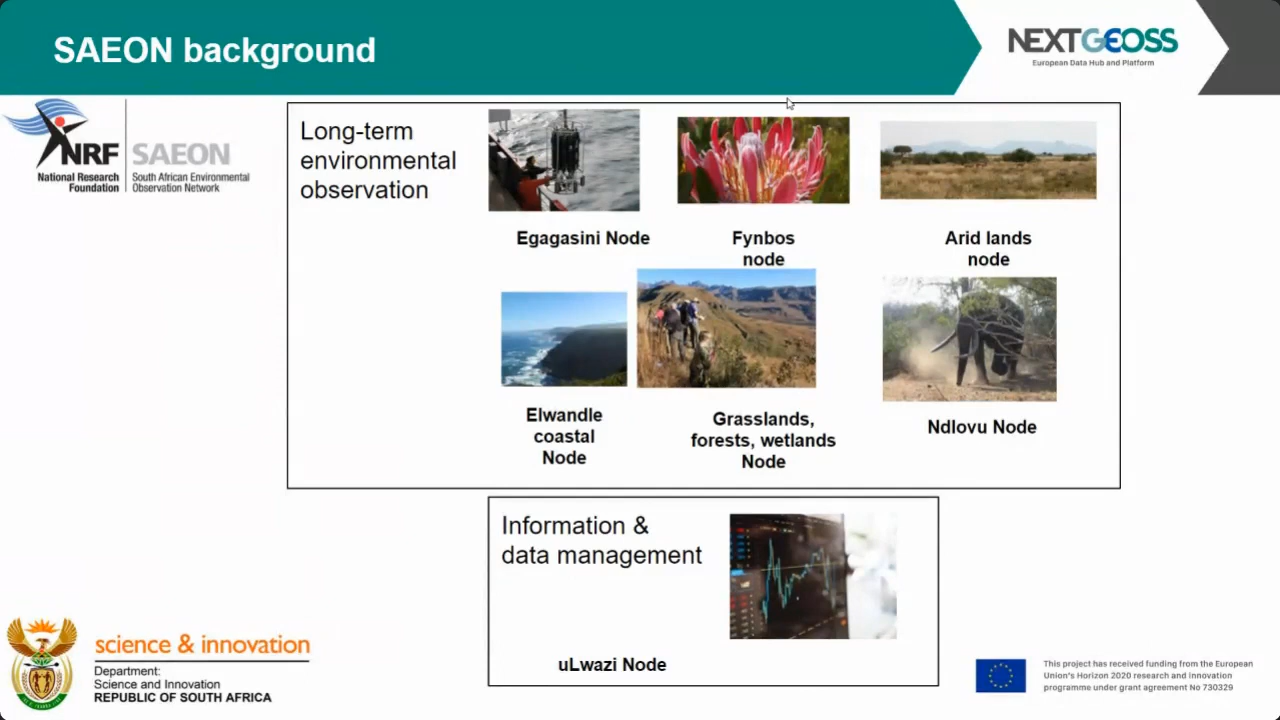 SAEON background
NEXTGEOSS
European Data Hub and Platform
NRF
SAEON
National Research
Foundation
South African Environmental
Observation Network
Long-term
environmental
observation
Egagasini Node
Fynbos
node
Arid lands
node
Elwandle
coastal
Node
Grasslands,
forests, wetlands
Node
Ndlovu Node
Information &
data management
uLwazi Node
science & innovation
Department:
Science and Innovation
REPUBLIC OF SOUTH AFRICA
This project has received funding from the European
Union's Horizon 2020 research and innovation
programme under grant agreement No 730329